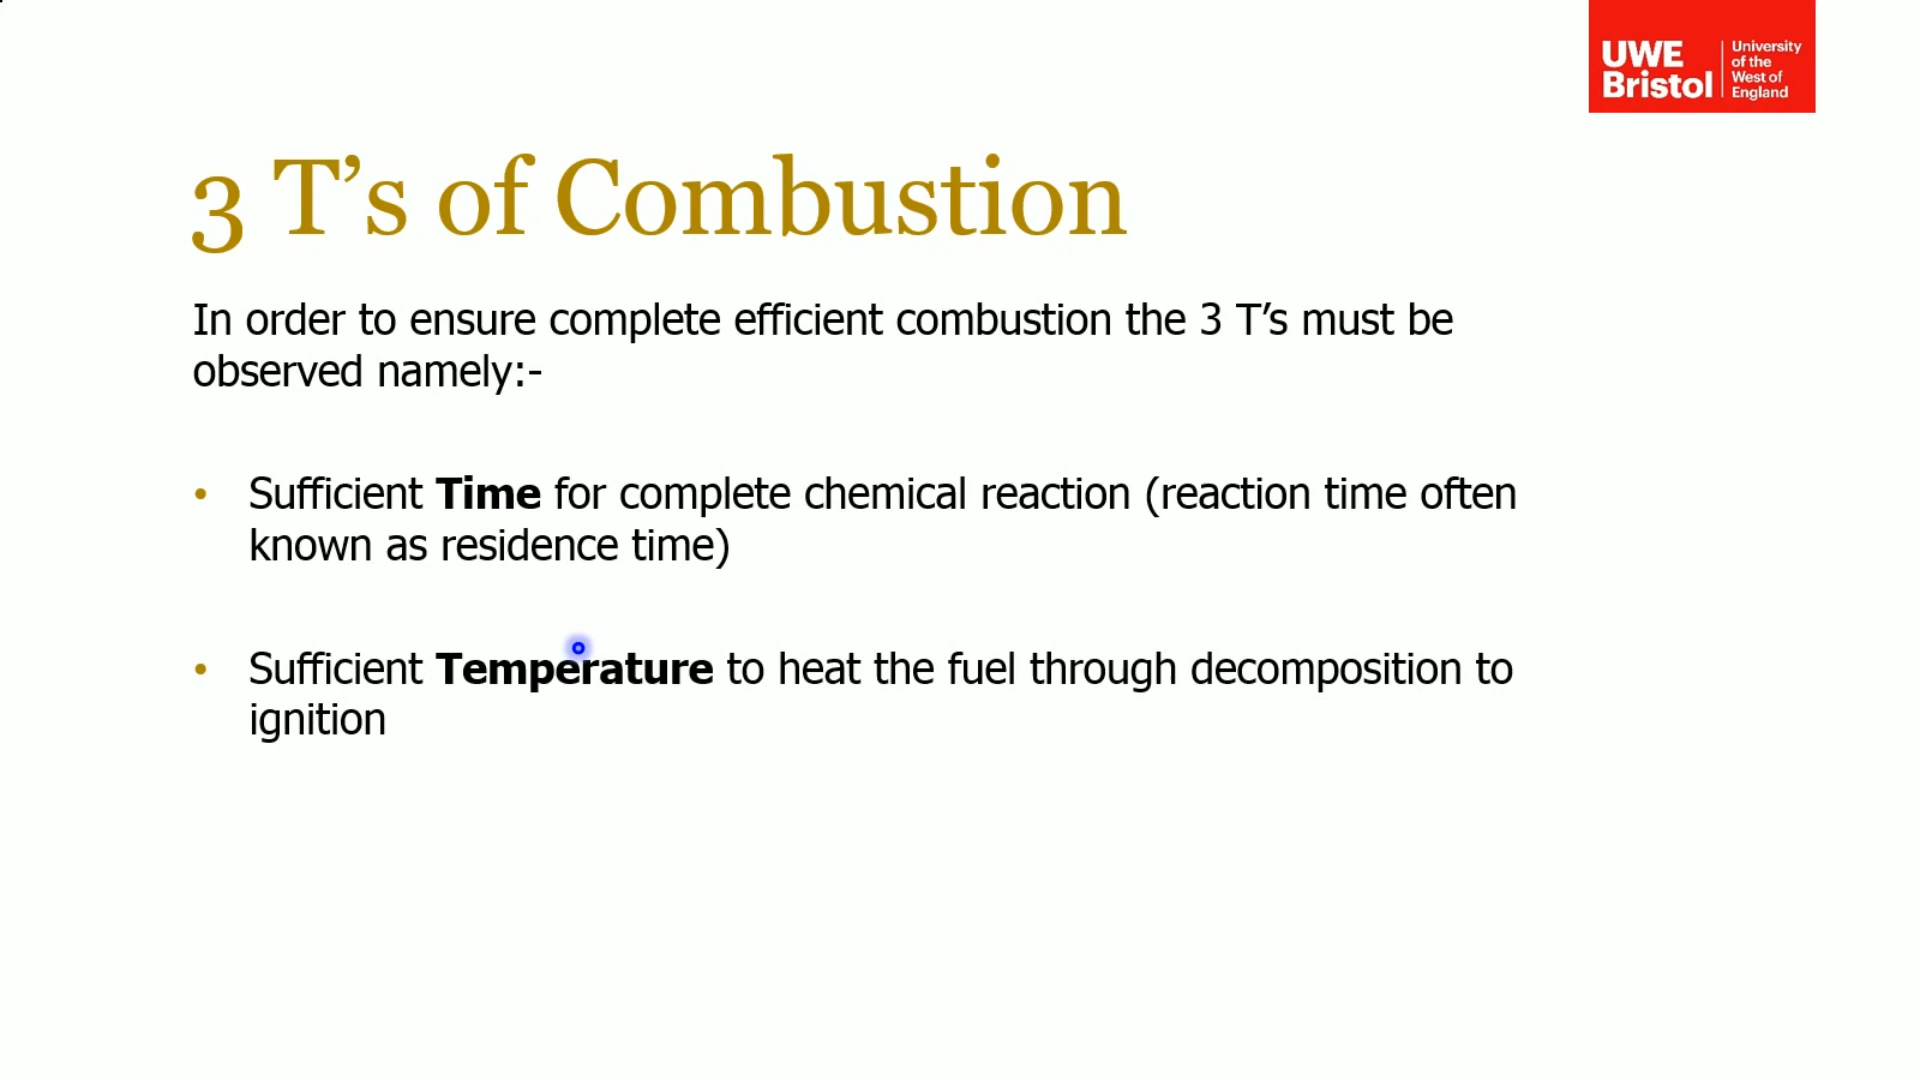 UWE
Bristol
University
of the
West of
England
3 T’s of Combustion
In order to ensure complete efficient combustion the 3 T’s must be
observed namely:-
• Sufficient Time for complete chemical reaction (reaction time often
known as residence time)
• Sufficient Temperature to heat the fuel through decomposition to
ignition